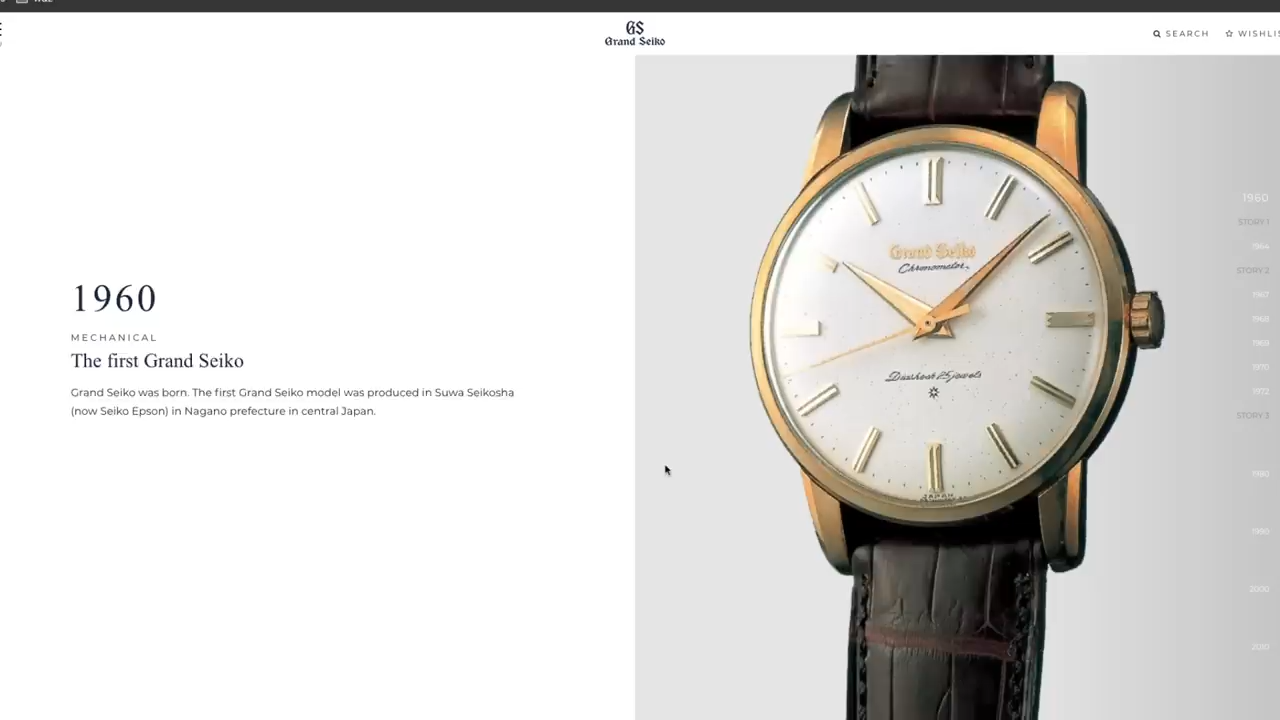 GS
Grand Seiko
SEARCH
WISHLIS
1960
MECHANICAL
The first Grand Seiko
Grand Seiko was born. The first Grand Seiko model was produced in Suwa Seikosha
(now Seiko Epson) in Nagano prefecture in central Japan.
Grand Seiko
Chronometer
Diashock 25 jewels
JAPAN
1960
STORY 1
1964
STORY 2
1967
1968
1969
1970
1972
STORY 3
1980
1990
2000
2010